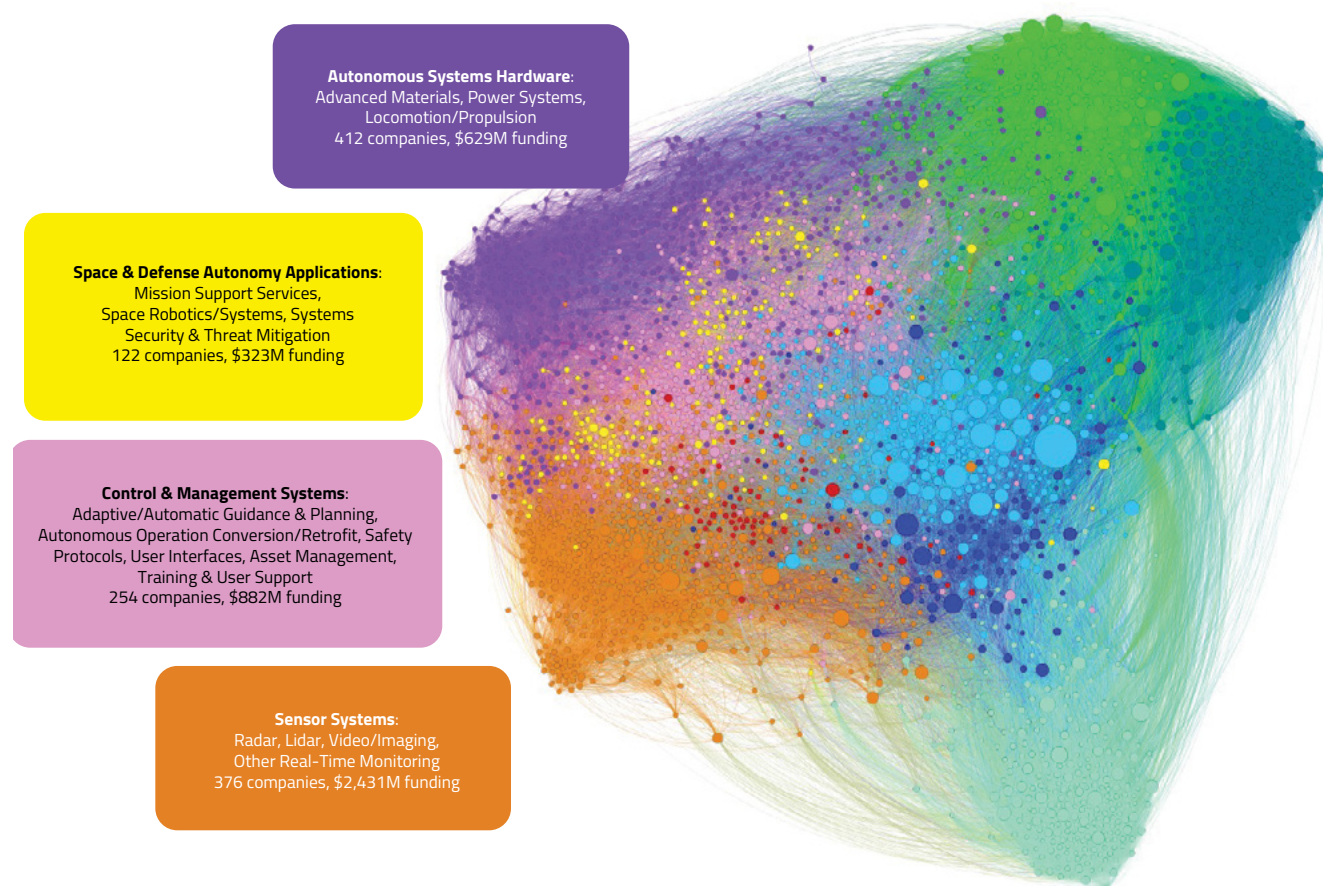 Autonomous Systems Hardware:
Advanced Materials, Power Systems,
Locomotion/Propulsion
412 companies, $629M funding
Space & Defense Autonomy Applications:
Mission Support Services,
Space Robotics/Systems, Systems
Security & Threat Mitigation
122 companies, $323M funding
Control & Management Systems:
Adaptive/Automatic Guidance & Planning,
Autonomous Operation Conversion/Retrofit, Safety
Protocols, User Interfaces, Asset Management,
Training & User Support
254 companies, $882M funding
Sensor Systems:
Radar, Lidar, Video/Imaging,
Other Real-Time Monitoring
376 companies, $2,431M funding